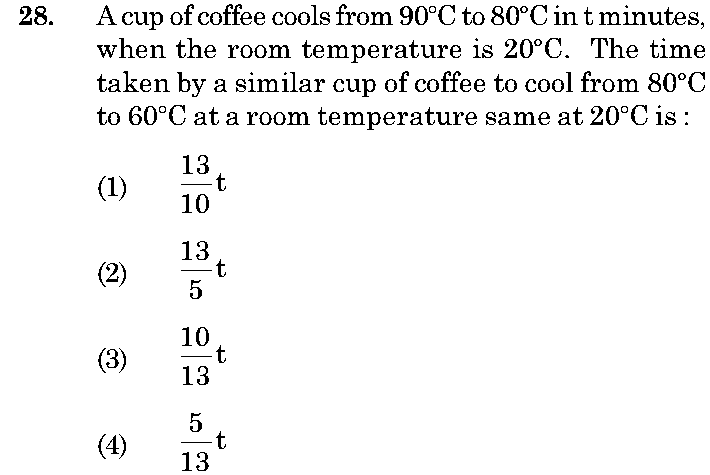 28. A cup of coffee cools from 90°C to 80°C in t minutes,
when the room temperature is 20°C. The time
taken by a similar cup of coffee to cool from 80°C
to 60°C at a room temperature same at 20°C is :
(1) 13/10 t
(2) 13/5 t
(3) 10/13 t
(4) 5/13 t